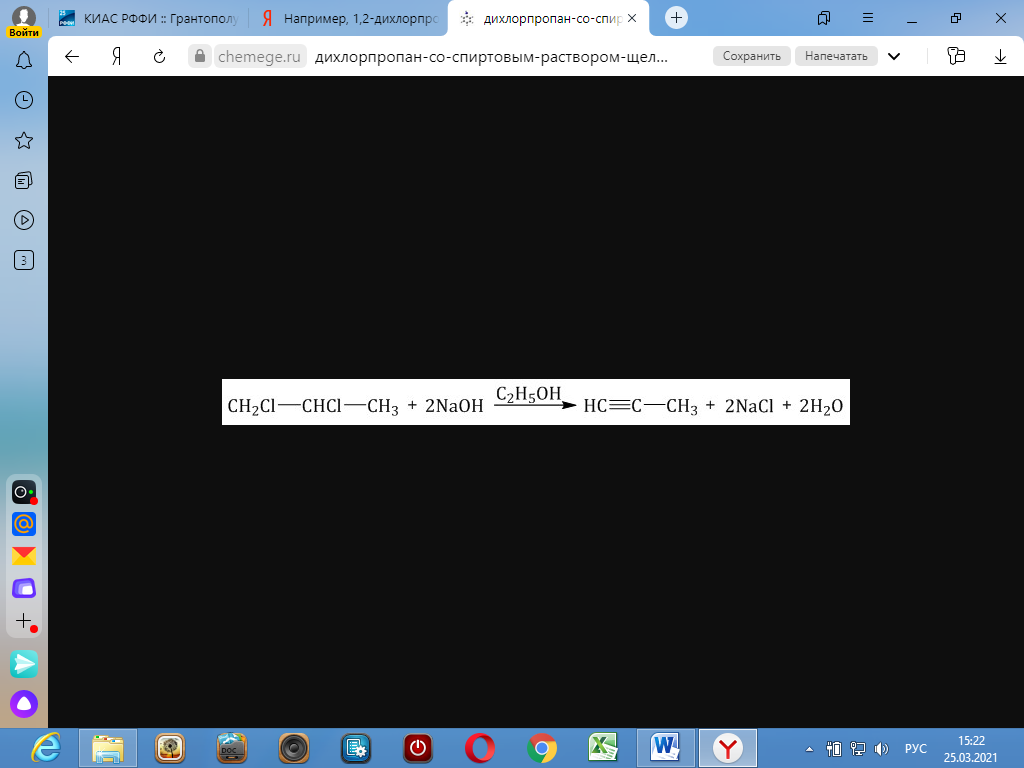 КИАС РФФИ :: Грантополу
Например, 1,2-дихлорпро
дихлорпропан-со-спир
Войти
chemege.ru дихлорпропан-со-спиртовым-раствором-щел...
Сохранить
Напечатать
3
CH₂Cl—CHCl—CH₃ + 2NaOH C₂H₅OH → HC≡C—CH₃ + 2NaCl + 2H₂O
DOC
РУС
15:22
25.03.2021